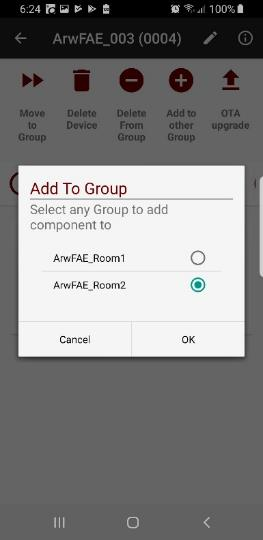 6:24
100%
ArwFAE_003 (0004)
Move to Group
Delete Device
Delete From Group
Add to other Group
OTA upgrade
Add To Group
Select any Group to add
component to
ArwFAE_Room1
ArwFAE_Room2
Cancel
OK